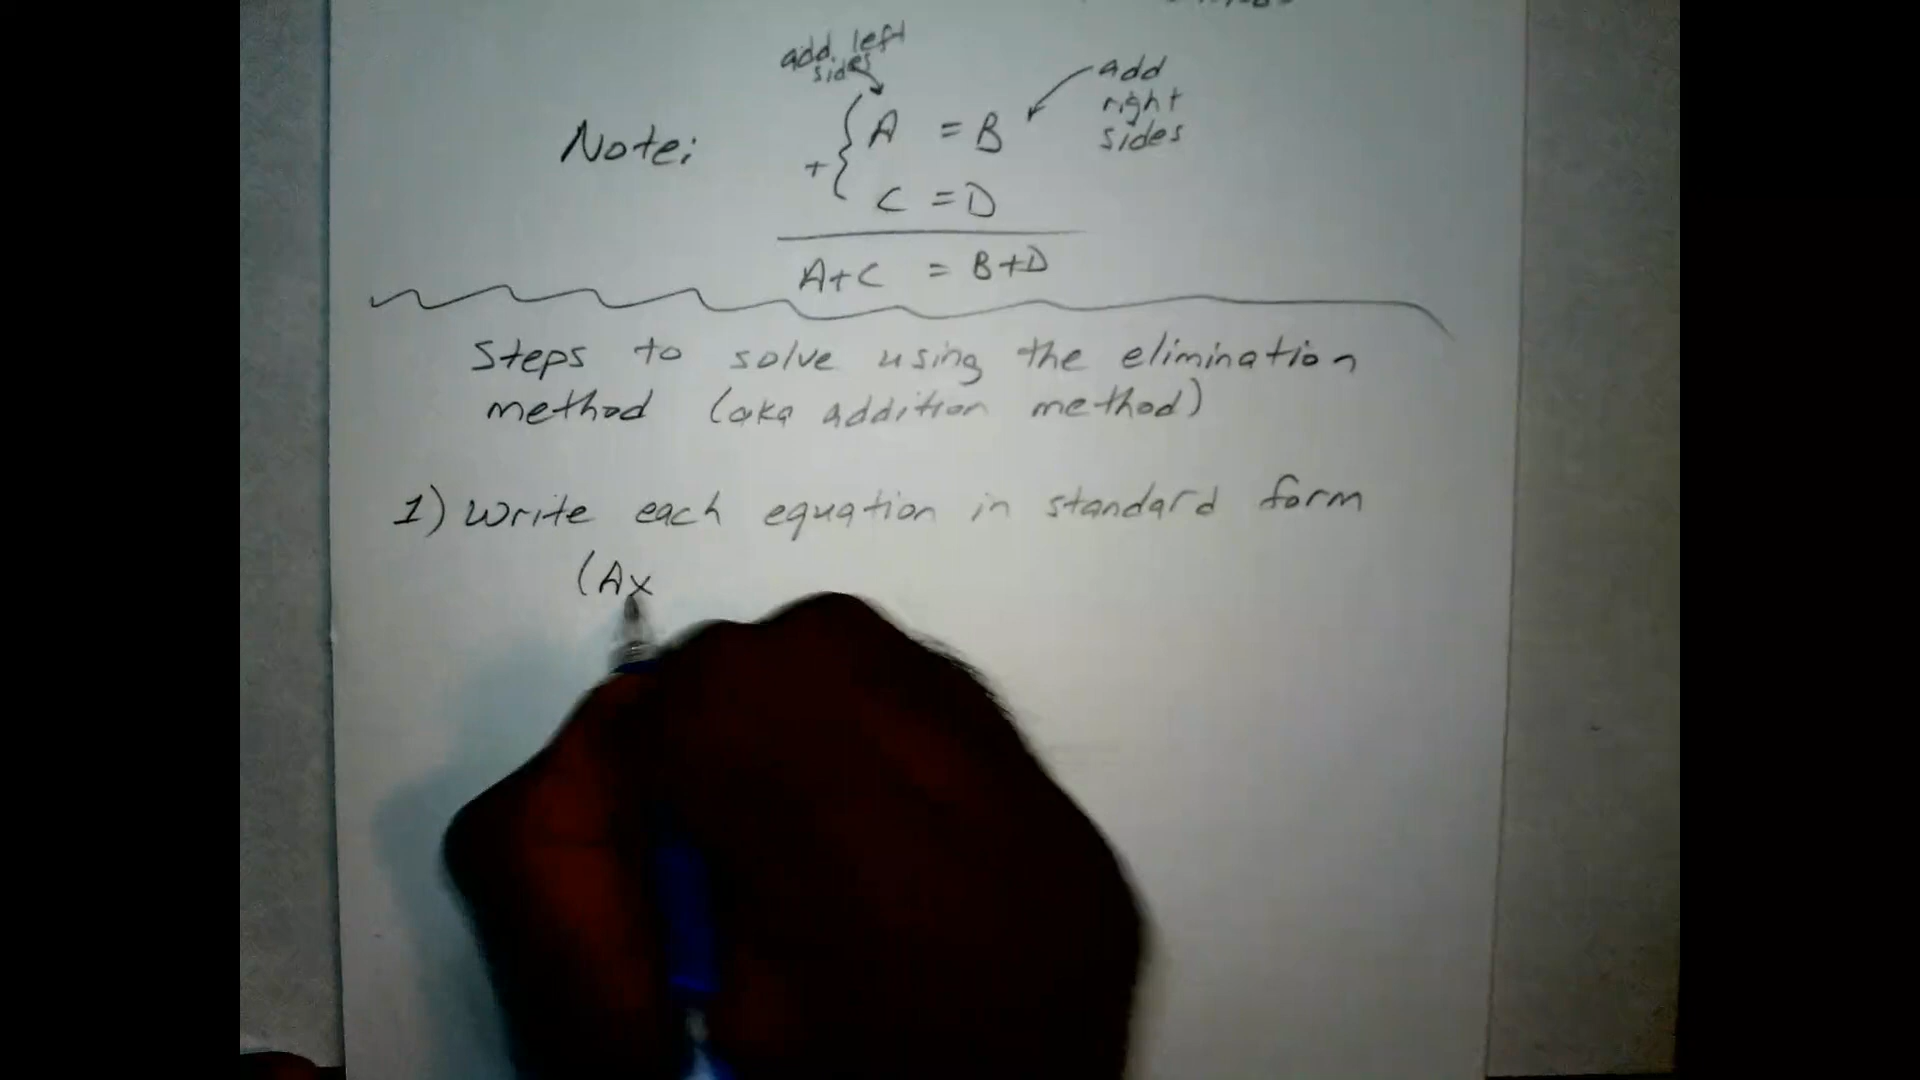 add left
sides
add
right
sides
Note:
+ { A = B
C = D
A+C = B+D
Steps to solve using the elimination
method (aka addition method)
1) Write each equation in standard form
(Ax